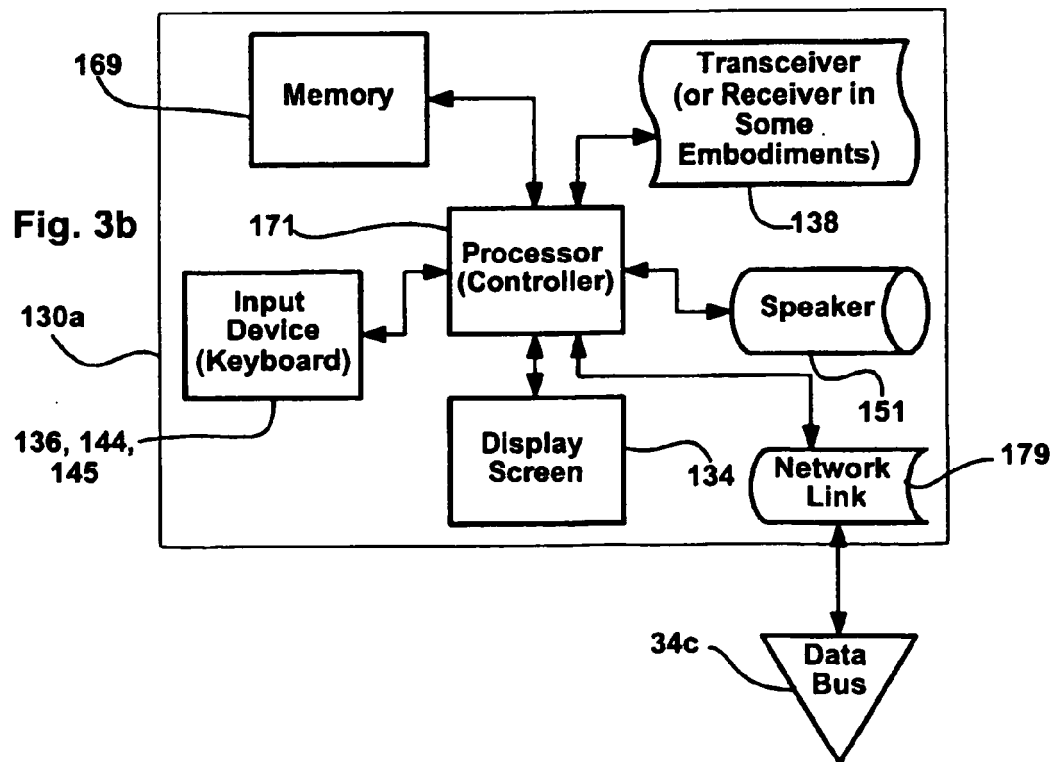 169
Memory
Transceiver
(or Receiver in
Some
Embodiments)
138
Fig. 3b
171
Processor
(Controller)
130a
Input
Device
(Keyboard)
Speaker
151
136, 144,
145
Display
Screen
134
Network
Link
179
34c
Data
Bus